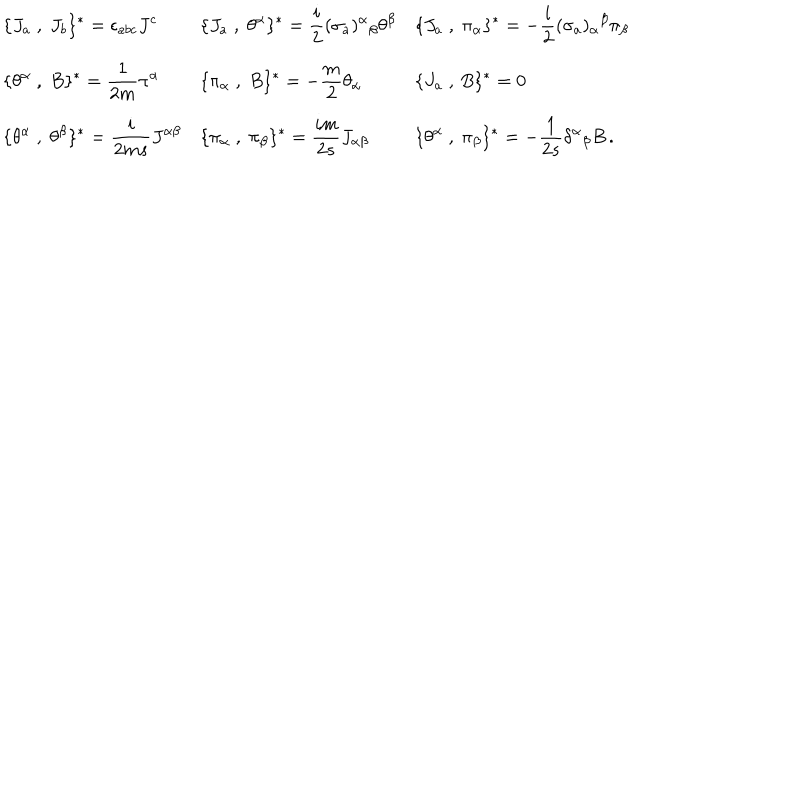 \{J_a , J_b\}^* = \epsilon_{abc} J^c   \{J_a , \theta^\alpha\}^* = \frac{i}{2}(\sigma_a)^\alpha{}_\beta \theta^\beta   \{J_a , \pi_\alpha\}^* = -\frac{i}{2}(\sigma_a)_\alpha{}^\beta \pi_\beta
\{\theta^\alpha , B\}^* = \frac{1}{2m}\pi^\alpha   \{\pi_\alpha , B\}^* = -\frac{m}{2}\theta_\alpha   \{J_a , B\}^* = 0
\{\theta^\alpha , \theta^\beta\}^* = \frac{i}{2ms}J^{\alpha\beta}   \{\pi_\alpha , \pi_\beta\}^* = \frac{im}{2s}J_{\alpha\beta}   \{\theta^\alpha , \pi_\beta\}^* = -\frac{1}{2s}\delta^\alpha{}_\beta B .